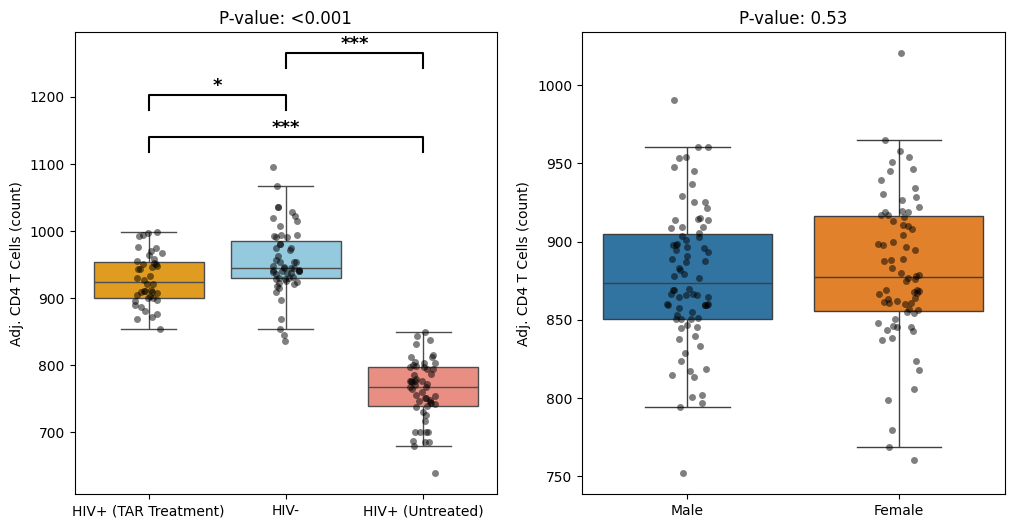 P-value: <0.001
Adj. CD4 T Cells (count)
1200
1100
1000
900
800
700
***
*
***
HIV+ (TAR Treatment)
HIV-
HIV+ (Untreated)
P-value: 0.53
Adj. CD4 T Cells (count)
1000
950
900
850
800
750
Male
Female